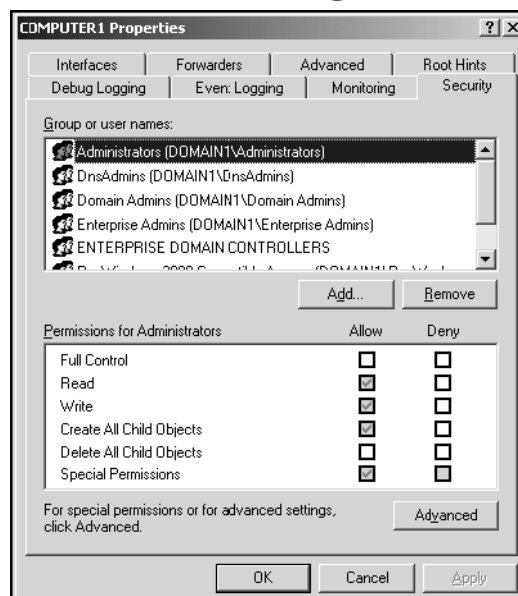 COMPUTER1 Properties ? x
Interfaces Forwarders Advanced Root Hints
Debug Logging Even: Logging Monitoring Security
Group or user names:
Administrators (DOMAIN1\Administrators)
DnsAdmins (DOMAIN1\DnsAdmins)
Domain Admins (DOMAIN1\Domain Admins)
Enterprise Admins (DOMAIN1\Enterprise Admins)
ENTERPRISE DOMAIN CONTROLLERS
Add... Remove
Permissions for Administrators Allow Deny
Full Control
Read
Write
Create All Child Objects
Delete All Child Objects
Special Permissions
For special permissions or for advanced settings,
click Advanced.
Advanced
OK Cancel Apply